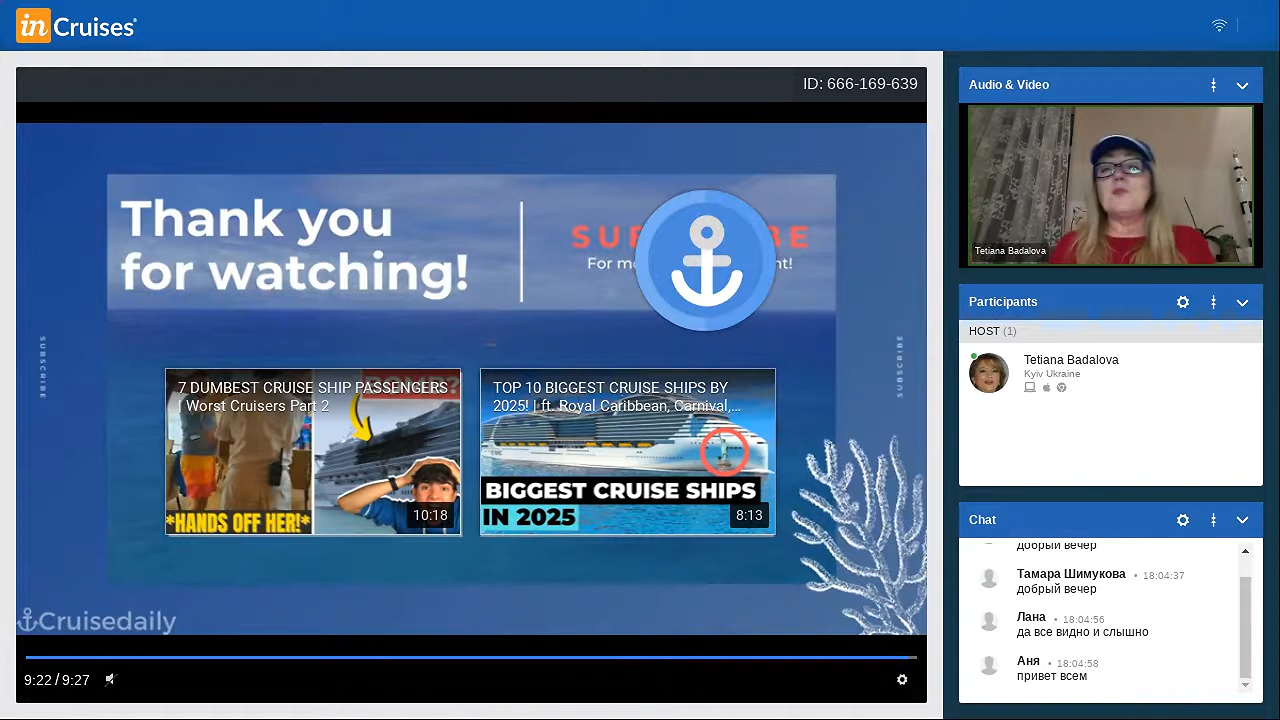 in Cruises
ID: 666-169-639
Thank you
for watching!
SUBSCRIBE
SUBSCRIBE
7 DUMBEST CRUISE SHIP PASSENGERS
| Worst Cruisers Part 2
*HANDS OFF HER!*
10:18
TOP 10 BIGGEST CRUISE SHIPS BY
2025! | ft. Royal Caribbean, Carnival,...
BIGGEST CRUISE SHIPS
IN 2025
8:13
Cruisedaily
9:22 / 9:27
Audio & Video
Tetiana Badalova
Participants
HOST (1)
Tetiana Badalova
Kyiv Ukraine
Chat
добрый вечер
Тамара Шимукова • 18:04:37
добрый вечер
Лана • 18:04:56
да все видно и слышно
Аня • 18:04:58
привет всем